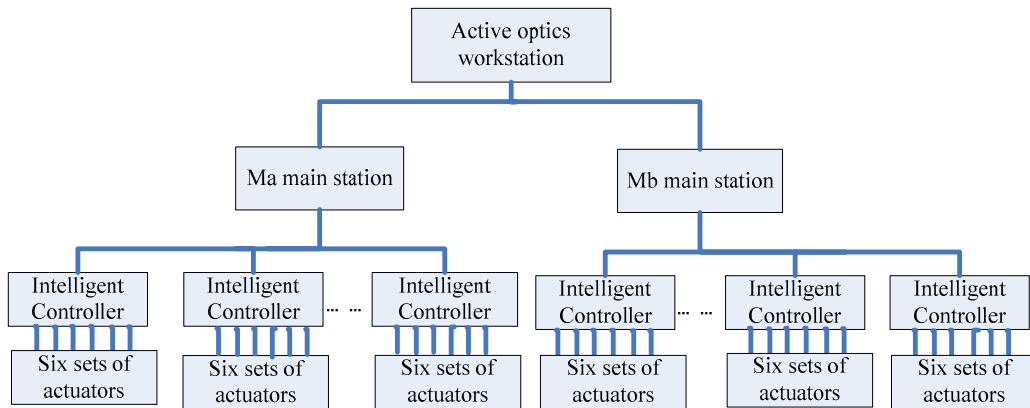 Active optics
workstation
Ma main station
Mb main station
Intelligent
Controller
Intelligent
Controller
... ...
Intelligent
Controller
Intelligent
Controller
... ...
Intelligent
Controller
Intelligent
Controller
Six sets of
actuators
Six sets of
actuators
Six sets of
actuators
Six sets of
actuators
Six sets of
actuators
Six sets of
actuators